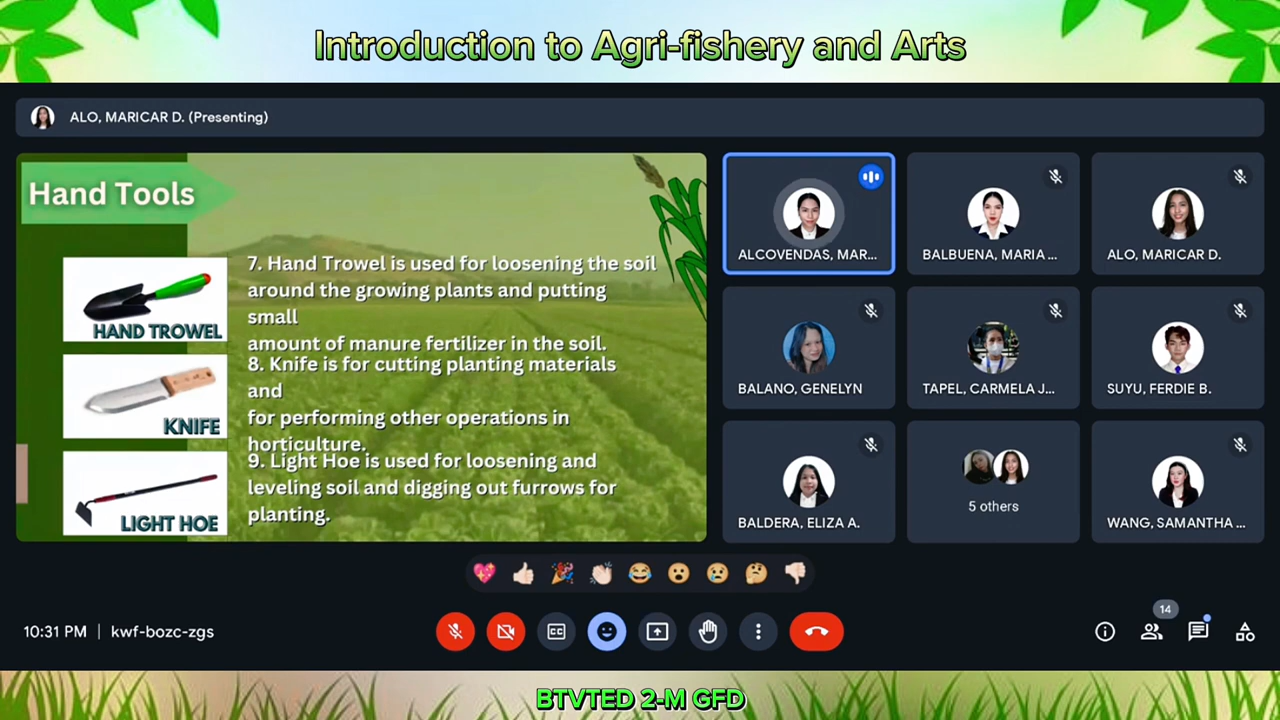 Introduction to Agri-fishery and Arts
ALO, MARICAR D. (Presenting)
Hand Tools
HAND TROWEL
7. Hand Trowel is used for loosening the soil
around the growing plants and putting
small
amount of manure fertilizer in the soil.
KNIFE
8. Knife is for cutting planting materials
and
for performing other operations in
horticulture.
LIGHT HOE
9. Light Hoe is used for loosening and
leveling soil and digging out furrows for
planting.
ALCOVENDAS, MAR...
BALBUENA, MARIA ...
ALO, MARICAR D.
BALANO, GENELYN
TAPEL, CARMELA J...
SUYU, FERDIE B.
BALDERA, ELIZA A.
5 others
WANG, SAMANTHA ...
10:31 PM | kwf-bozc-zgs
CC
14
BTVTED 2-M GFD